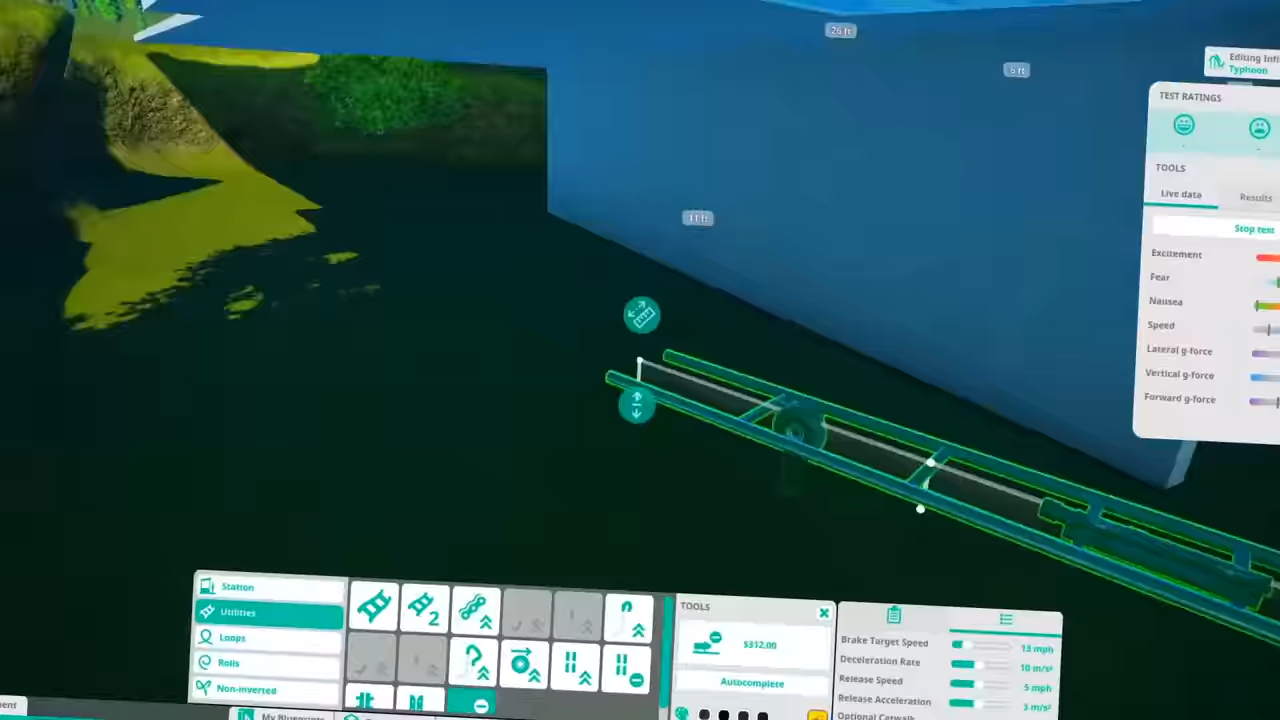 26 ft
6 ft
Editing
Typhoon
TEST RATINGS
TOOLS
Live data
Results
Stop test
11 ft
Excitement
Fear
Nausea
Speed
Lateral g-force
Vertical g-force
Forward g-force
Station
Utilities
Loops
Rolls
Non-inverted
2
TOOLS
$312.00
Autocomplete
Brake Target Speed
13 mph
Deceleration Rate
10 m/s²
Release Speed
5 mph
Release Acceleration
3 m/s²
Optional Catwalk
My Blueprints